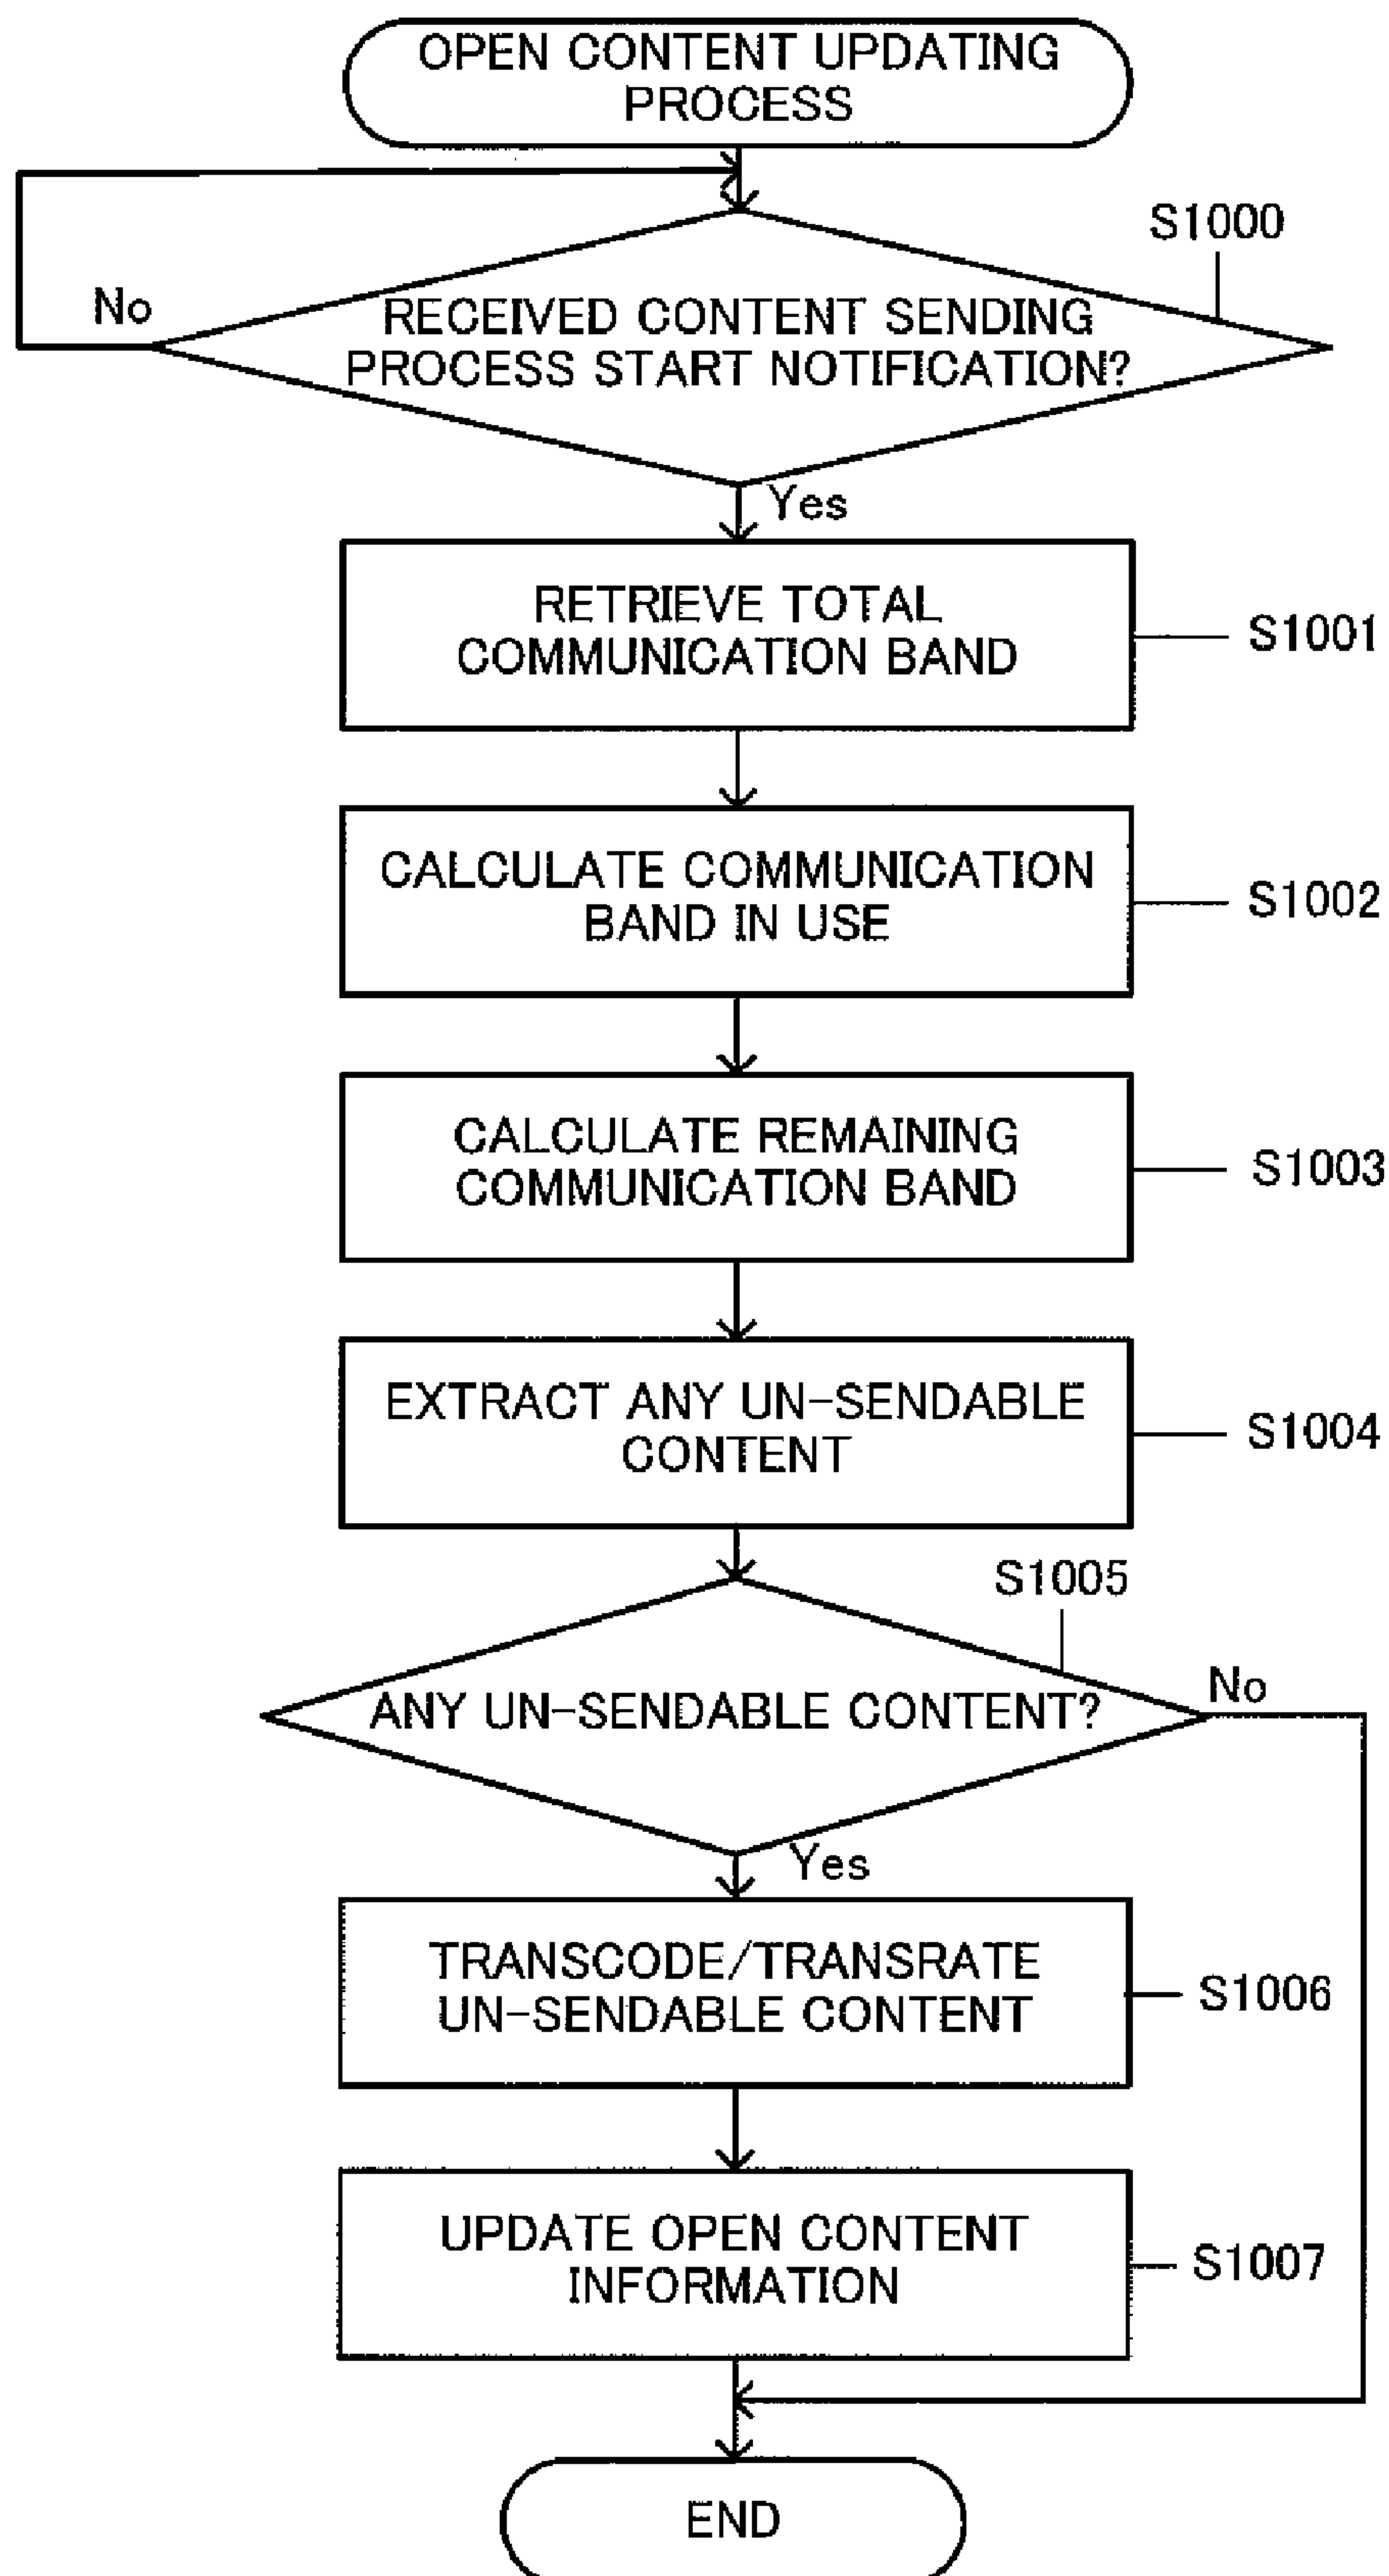 OPEN CONTENT UPDATING
PROCESS
S1000
No
RECEIVED CONTENT SENDING
PROCESS START NOTIFICATION?
Yes
RETRIEVE TOTAL
COMMUNICATION BAND
S1001
CALCULATE COMMUNICATION
BAND IN USE
S1002
CALCULATE REMAINING
COMMUNICATION BAND
S1003
EXTRACT ANY UN-SENDABLE
CONTENT
S1004
S1005
ANY UN-SENDABLE CONTENT?
No
Yes
TRANSCODE/TRANSRATE
UN-SENDABLE CONTENT
S1006
UPDATE OPEN CONTENT
INFORMATION
S1007
END